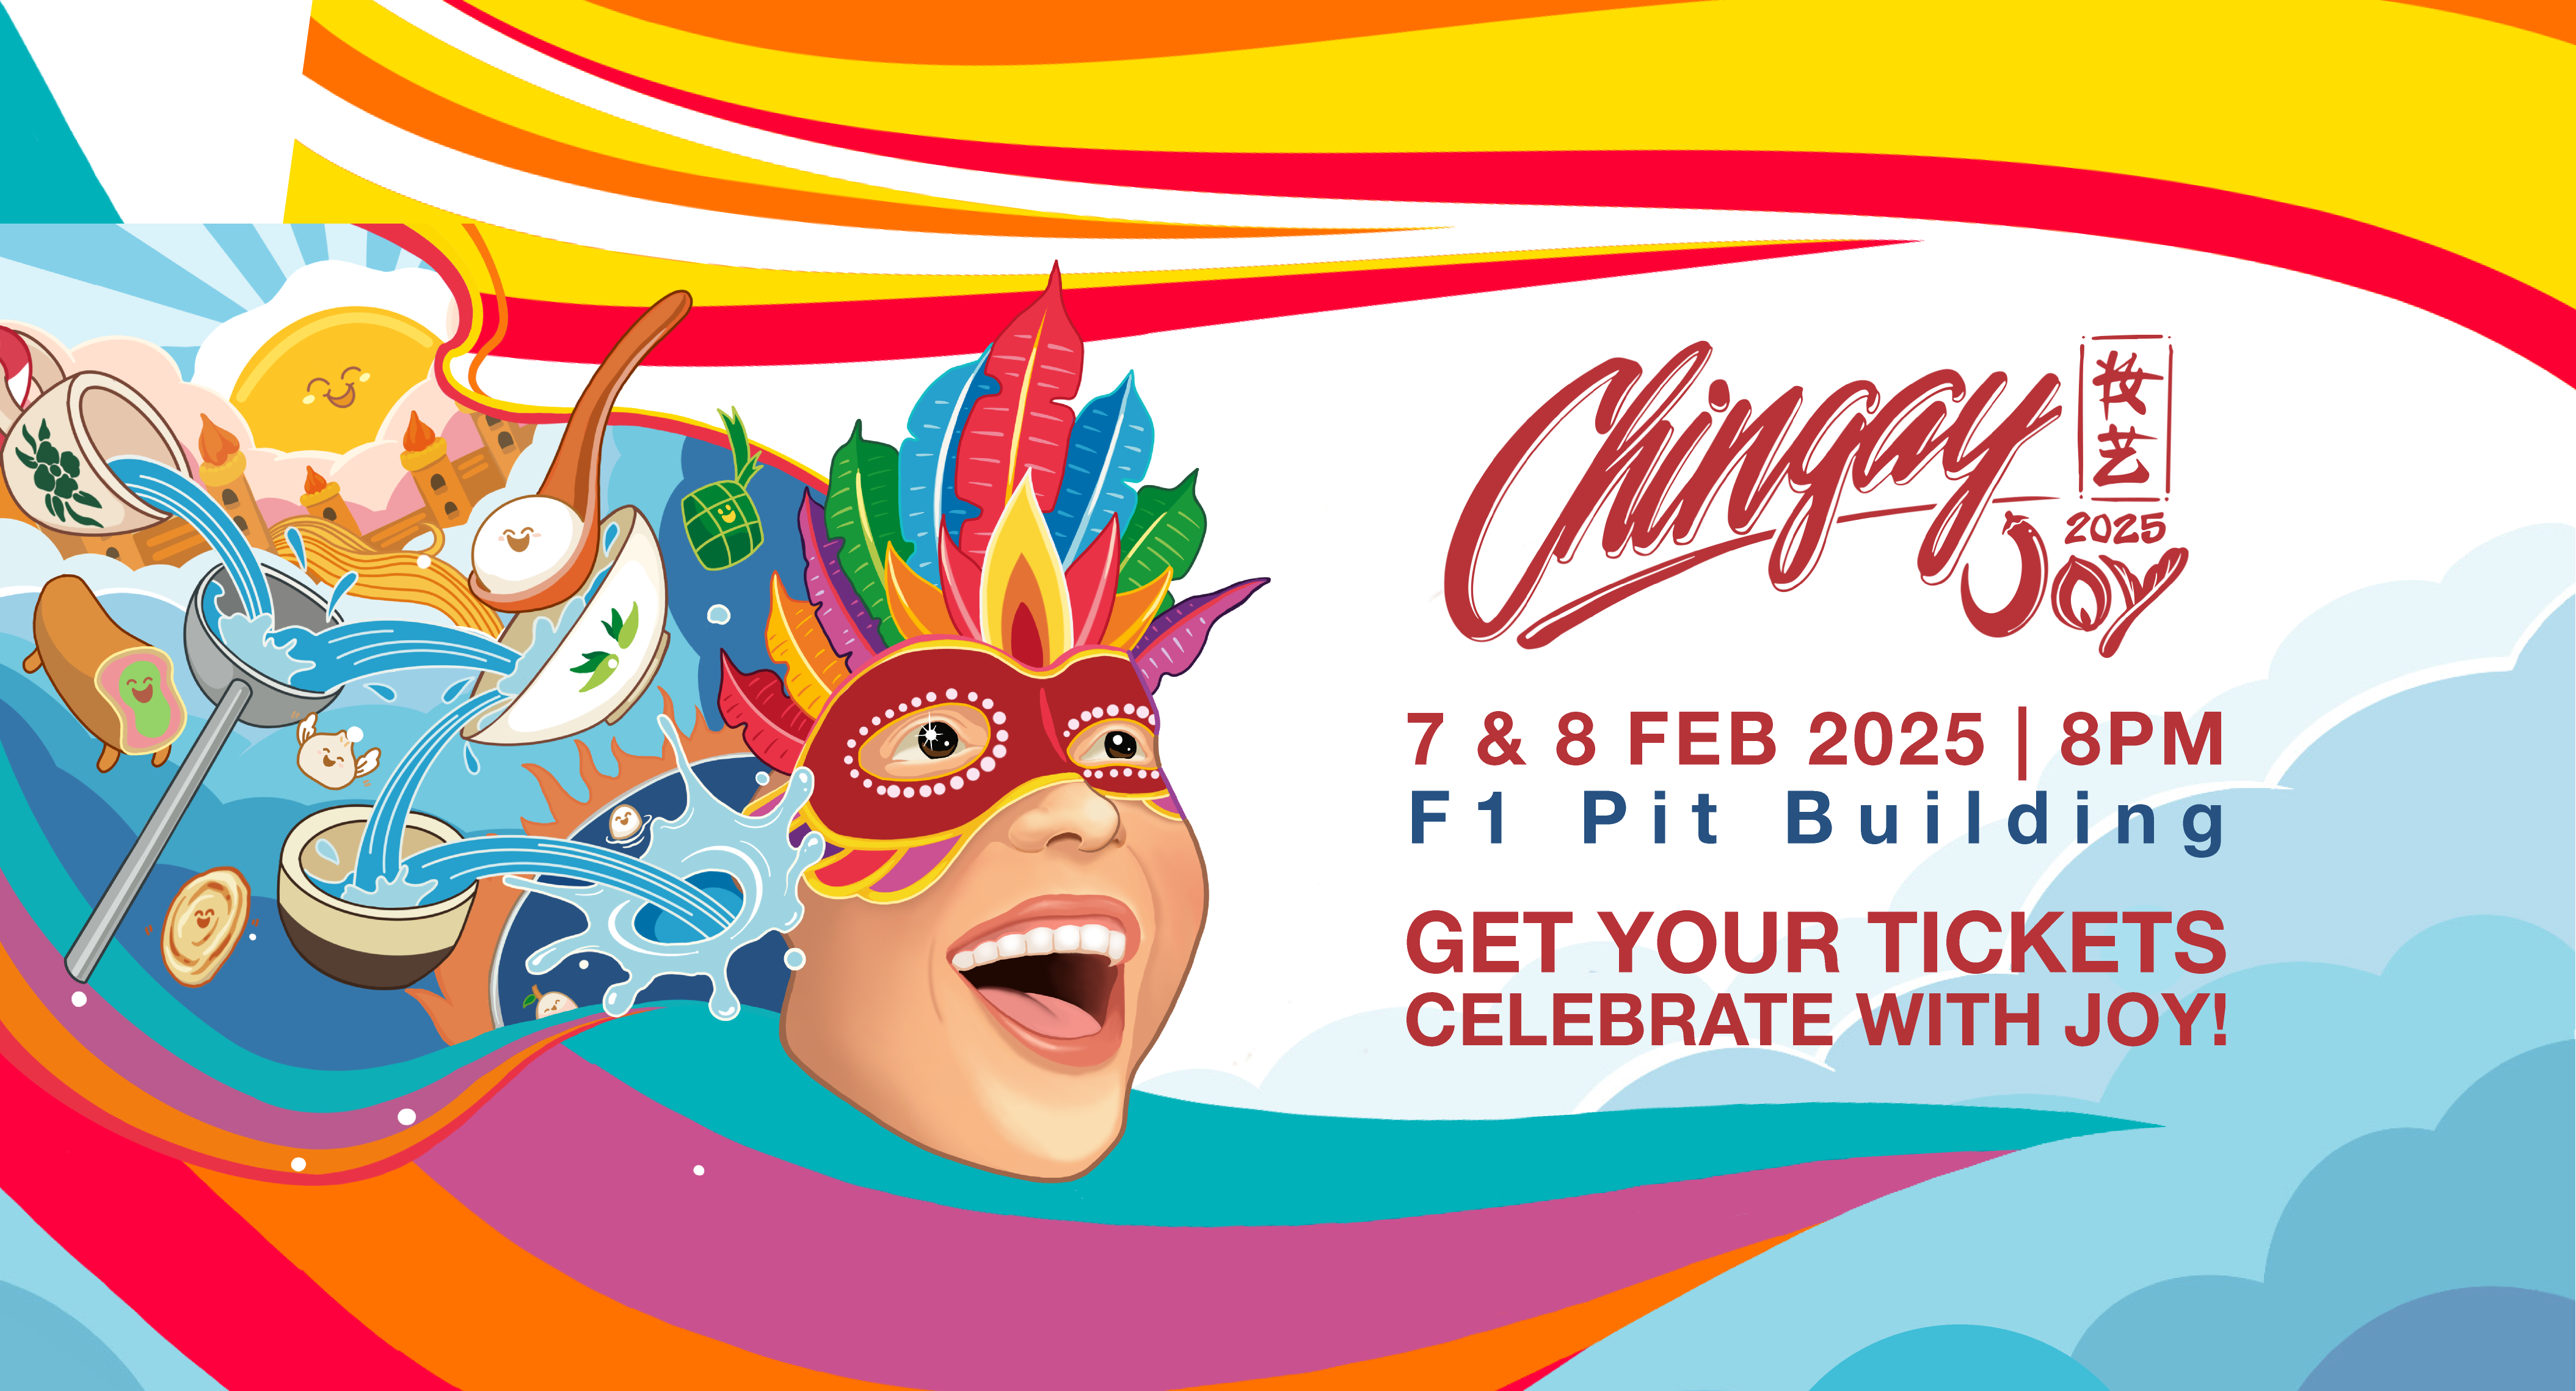 Chingay
妆艺
2025
JOY
7 & 8 FEB 2025 | 8PM
F1 Pit Building
GET YOUR TICKETS
CELEBRATE WITH JOY!